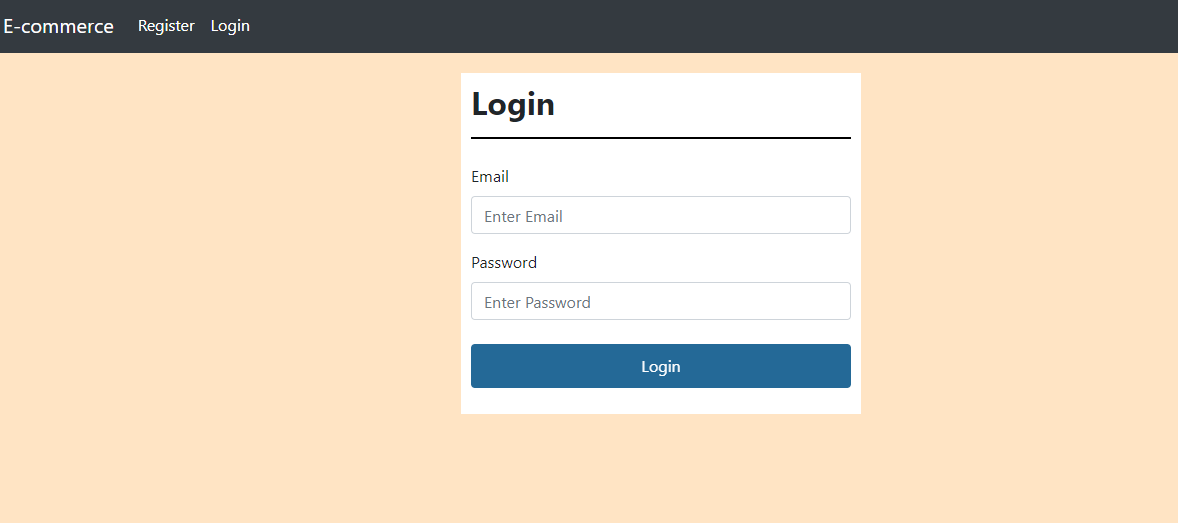 E-commerce Register Login
Login
Email
Enter Email
Password
Enter Password
Login